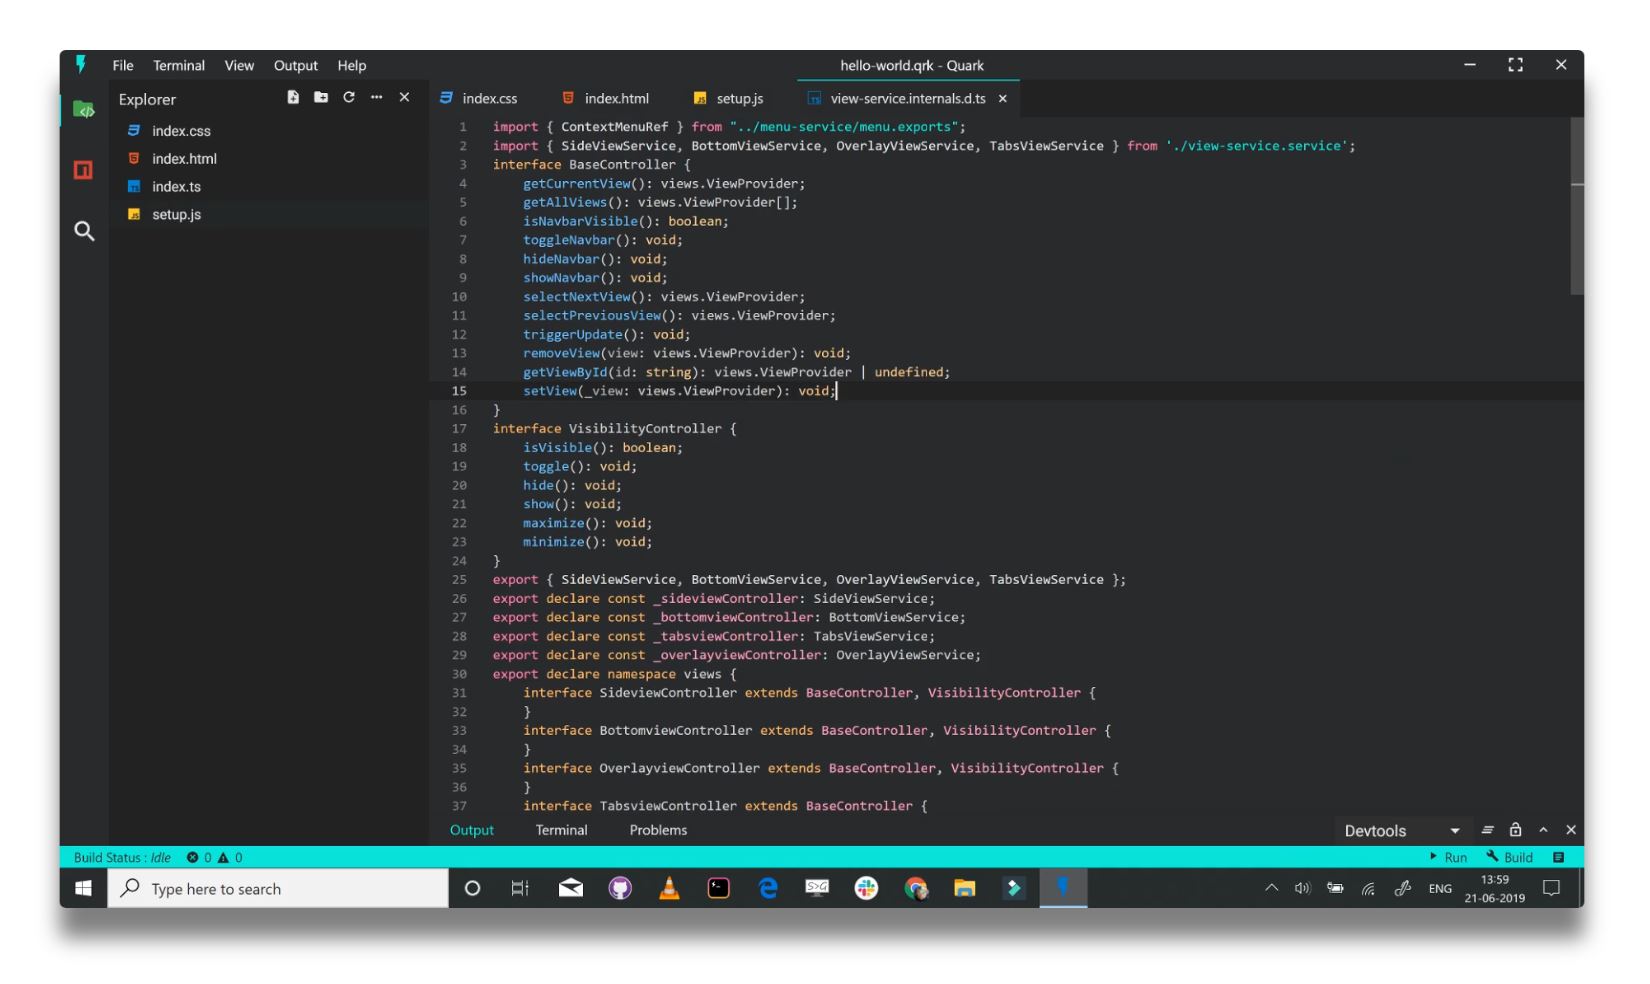 File Terminal View Output Help hello-world.qrk - Quark
Explorer
index.css
index.html
index.ts
setup.js
index.css index.html setup.js view-service.internals.d.ts
1 import { ContextMenuRef } from "../menu-service/menu.exports";
2 import { SideViewService, BottomViewService, OverlayViewService, TabsViewService } from './view-service.service';
3 interface BaseController {
4 getCurrentView(): views.ViewProvider;
5 getAllViews(): views.ViewProvider[];
6 isNavbarVisible(): boolean;
7 toggleNavbar(): void;
8 hideNavbar(): void;
9 showNavbar(): void;
10 selectNextView(): views.ViewProvider;
11 selectPreviousView(): views.ViewProvider;
12 triggerUpdate(): void;
13 removeView(view: views.ViewProvider): void;
14 getViewById(id: string): views.ViewProvider | undefined;
15 setView(_view: views.ViewProvider): void;
16 }
17 interface VisibilityController {
18 isVisible(): boolean;
19 toggle(): void;
20 hide(): void;
21 show(): void;
22 maximize(): void;
23 minimize(): void;
24 }
25 export { SideViewService, BottomViewService, OverlayViewService, TabsViewService };
26 export declare const _sideviewController: SideViewService;
27 export declare const _bottomviewController: BottomViewService;
28 export declare const _tabsviewController: TabsViewService;
29 export declare const _overlayviewController: OverlayViewService;
30 export declare namespace views {
31 interface SideviewController extends BaseController, VisibilityController {
32 }
33 interface BottomviewController extends BaseController, VisibilityController {
34 }
35 interface OverlayviewController extends BaseController, VisibilityController {
36 }
37 interface TabsviewController extends BaseController {
Output Terminal Problems Devtools
Build Status : Idle 0 0 Run Build
Type here to search S>G ENG 13:59
21-06-2019